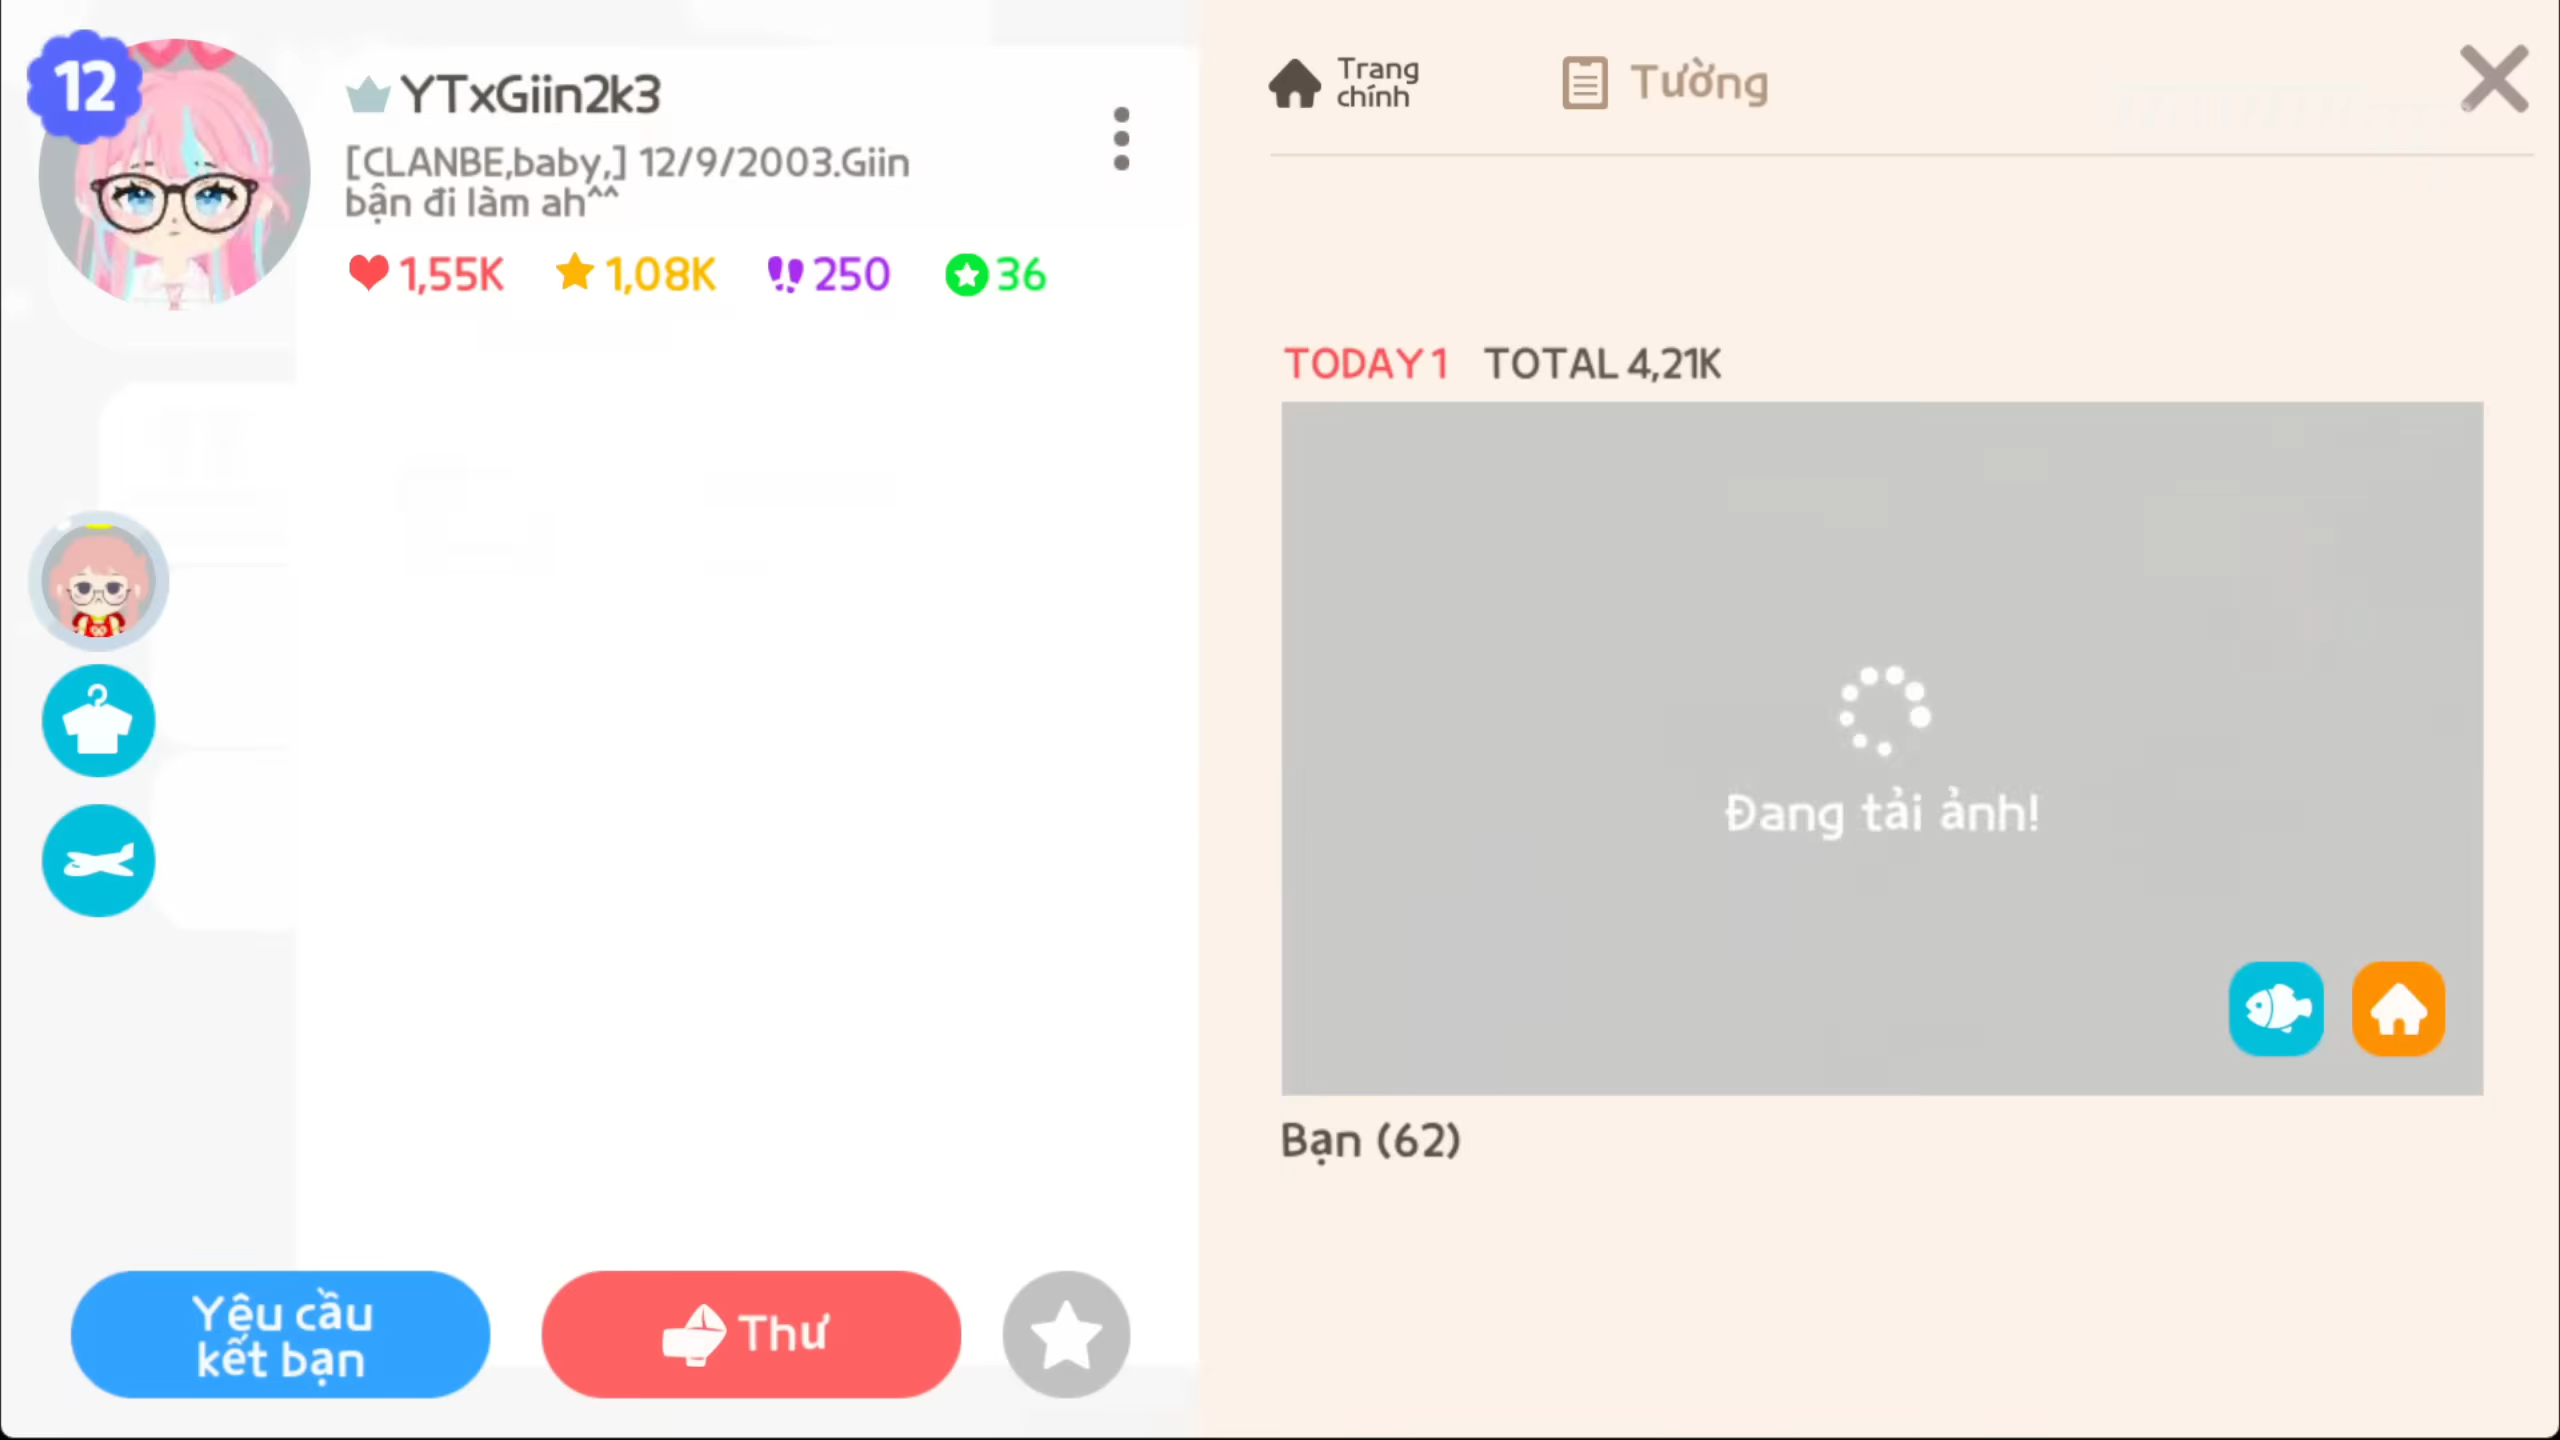 12
YTxGiin2k3
[CLANBE,baby,] 12/9/2003.Giin
bận đi làm ah^^
1,55K 1,08K 250 36
Yêu cầu
kết bạn
Thư
Trang
chính
Tường
TODAY 1 TOTAL 4,21K
Đang tải ảnh!
Bạn (62)